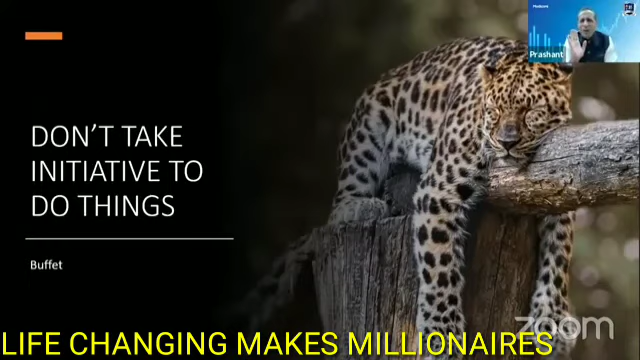 Prashant
DON'T TAKE
INITIATIVE TO
DO THINGS
Buffet
zoom
LIFE CHANGING MAKES MILLIONAIRES